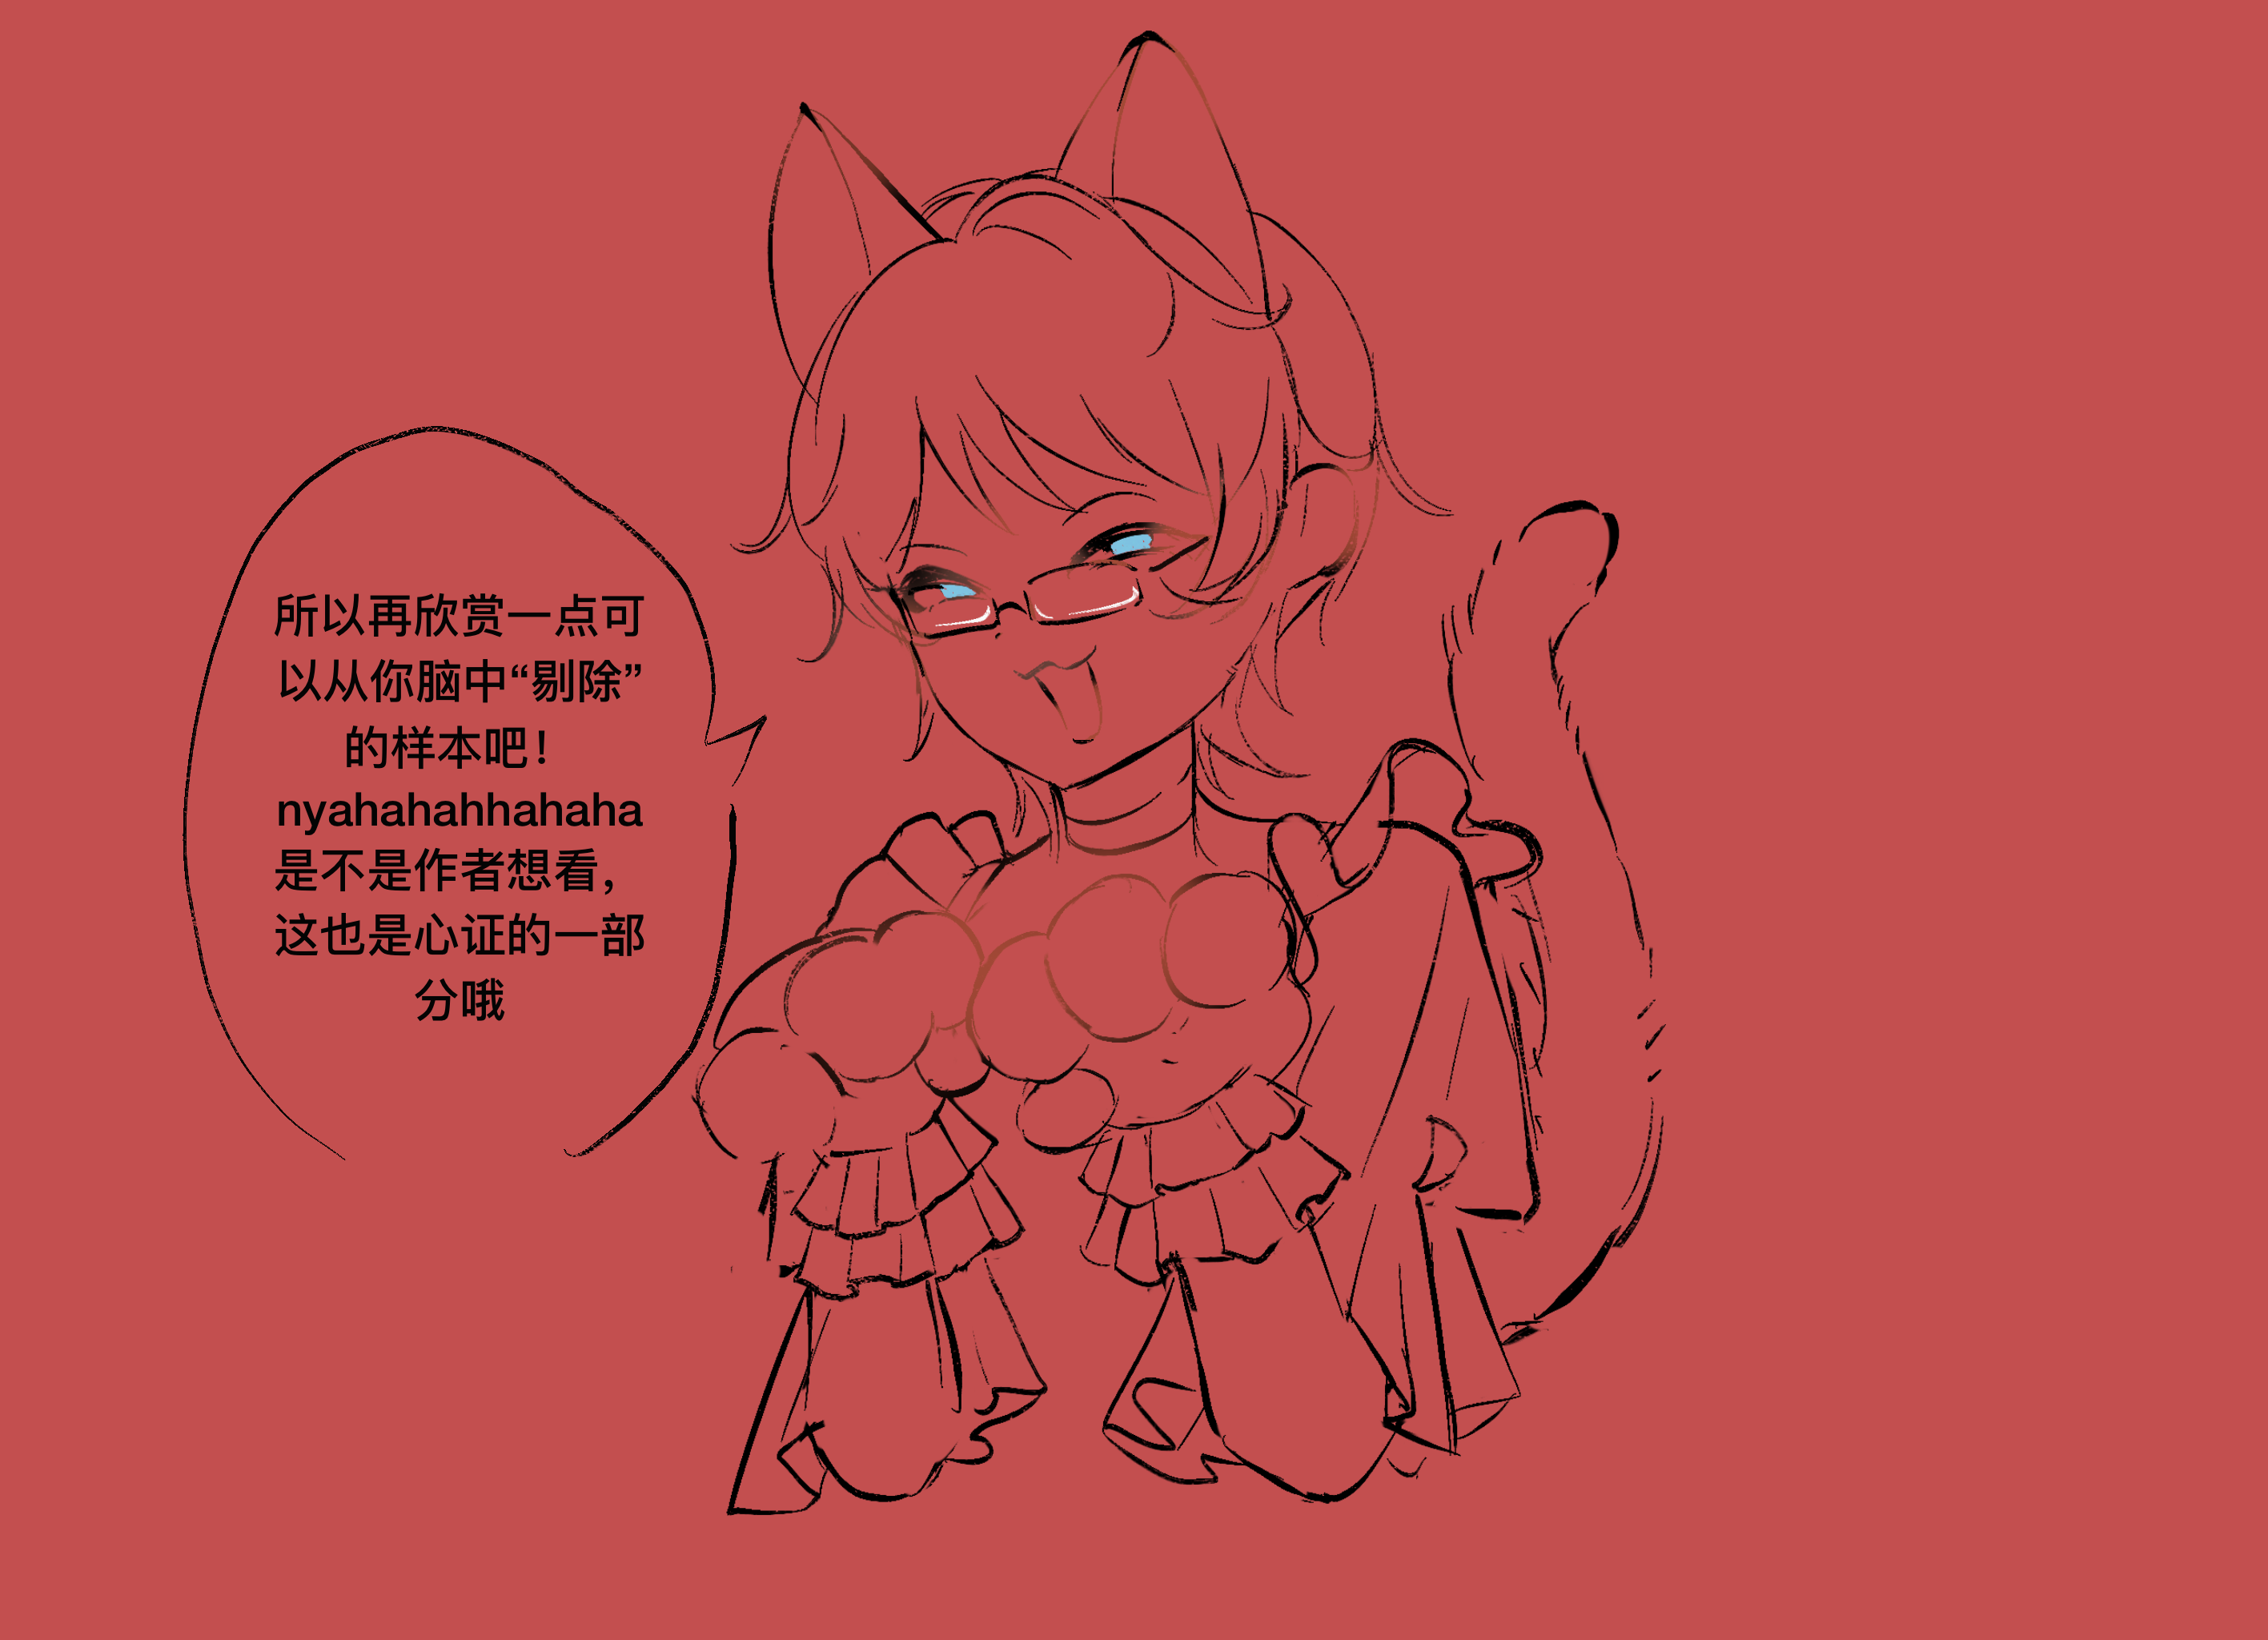 所以再欣赏一点可
以从你脑中“剔除”
的样本吧！
nyahahahhahaha
是不是作者想看，
这也是心证的一部
分哦